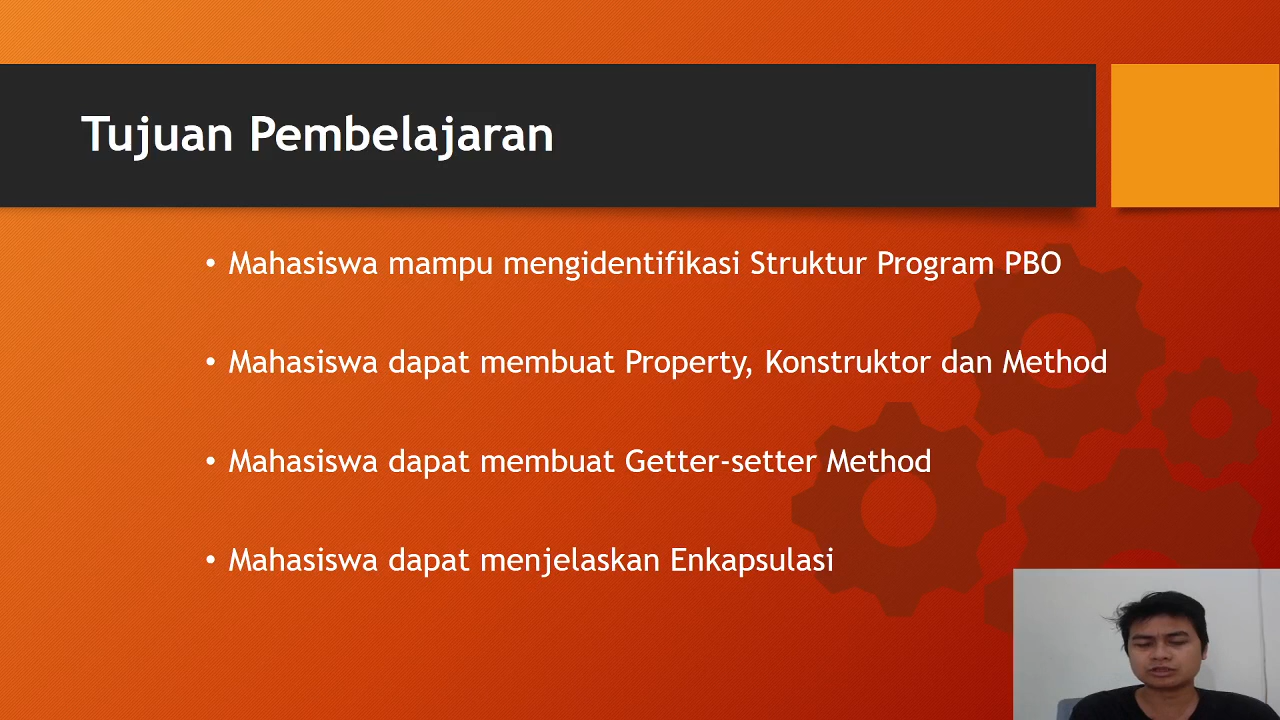 Tujuan Pembelajaran
• Mahasiswa mampu mengidentifikasi Struktur Program PBO
• Mahasiswa dapat membuat Property, Konstruktor dan Method
• Mahasiswa dapat membuat Getter-setter Method
• Mahasiswa dapat menjelaskan Enkapsulasi